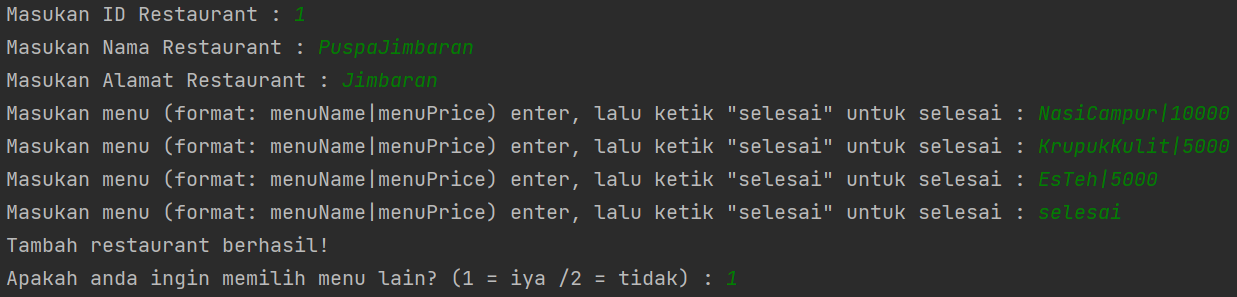 Masukan ID Restaurant : 1
Masukan Nama Restaurant : PuspaJimbaran
Masukan Alamat Restaurant : Jimbaran
Masukan menu (format: menuName|menuPrice) enter, lalu ketik "selesai" untuk selesai : NasiCampur|10000
Masukan menu (format: menuName|menuPrice) enter, lalu ketik "selesai" untuk selesai : KrupukKulit|5000
Masukan menu (format: menuName|menuPrice) enter, lalu ketik "selesai" untuk selesai : EsTeh|5000
Masukan menu (format: menuName|menuPrice) enter, lalu ketik "selesai" untuk selesai : selesai
Tambah restaurant berhasil!
Apakah anda ingin memilih menu lain? (1 = iya /2 = tidak) : 1